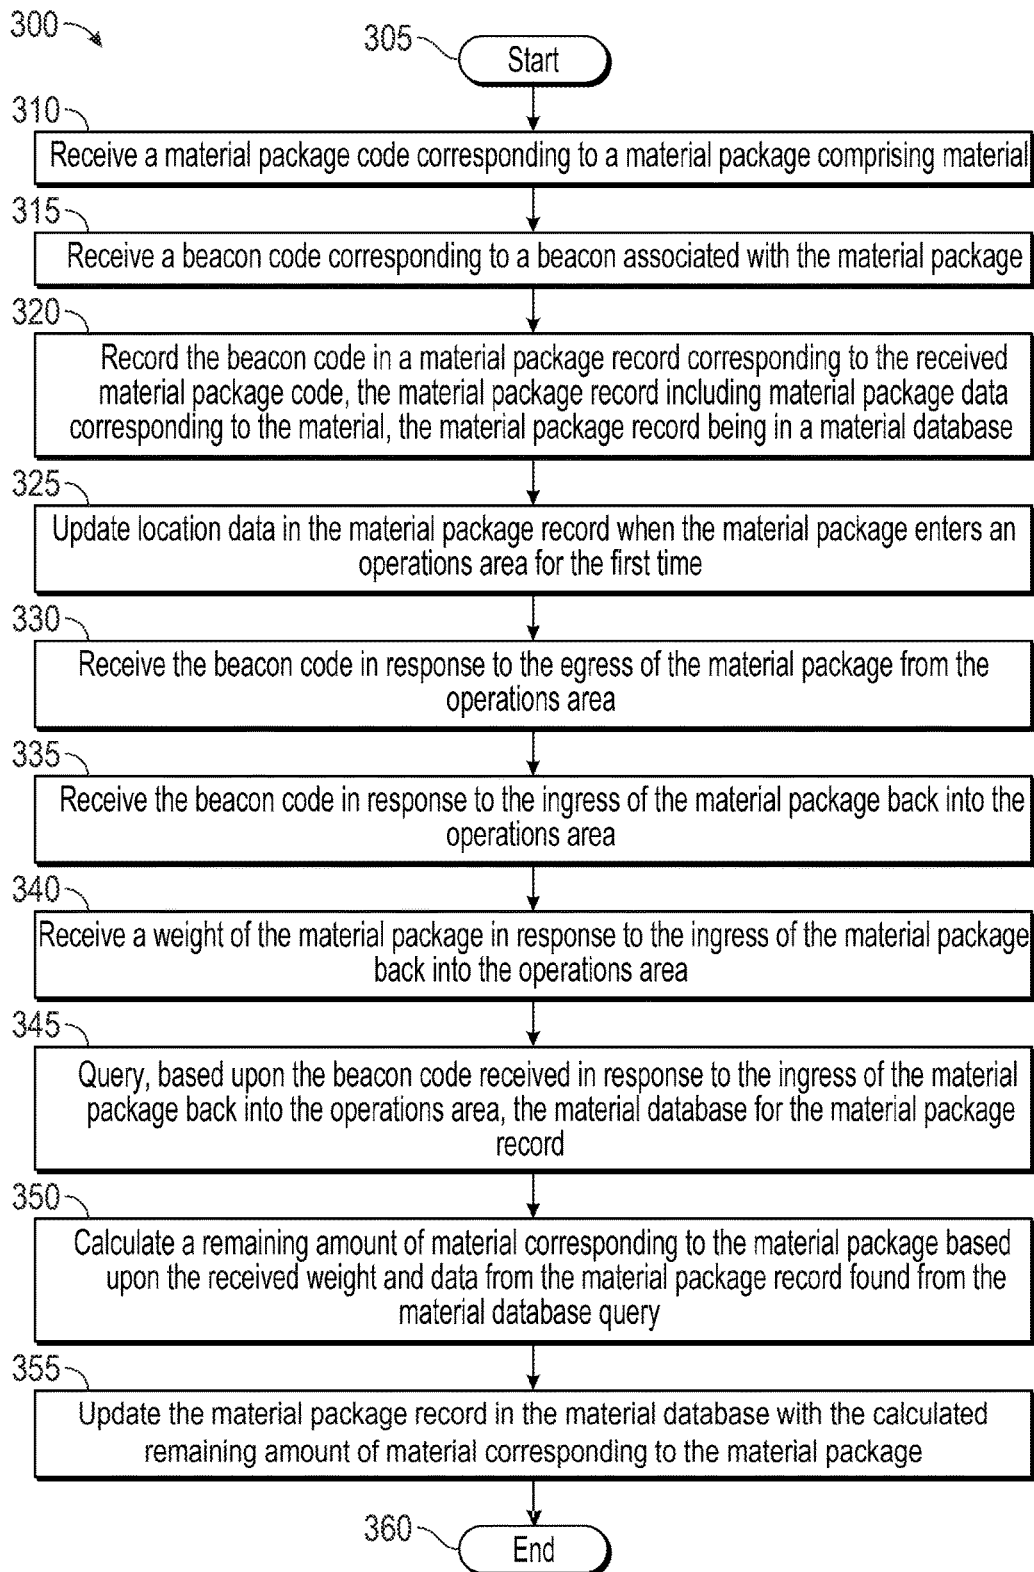 300
305
Start
310
Receive a material package code corresponding to a material package comprising material
315
Receive a beacon code corresponding to a beacon associated with the material package
320
Record the beacon code in a material package record corresponding to the received
material package code, the material package record including material package data
corresponding to the material, the material package record being in a material database
325
Update location data in the material package record when the material package enters an
operations area for the first time
330
Receive the beacon code in response to the egress of the material package from the
operations area
335
Receive the beacon code in response to the ingress of the material package back into the
operations area
340
Receive a weight of the material package in response to the ingress of the material package
back into the operations area
345
Query, based upon the beacon code received in response to the ingress of the material
package back into the operations area, the material database for the material package
record
350
Calculate a remaining amount of material corresponding to the material package based
upon the received weight and data from the material package record found from the
material database query
355
Update the material package record in the material database with the calculated
remaining amount of material corresponding to the material package
360
End